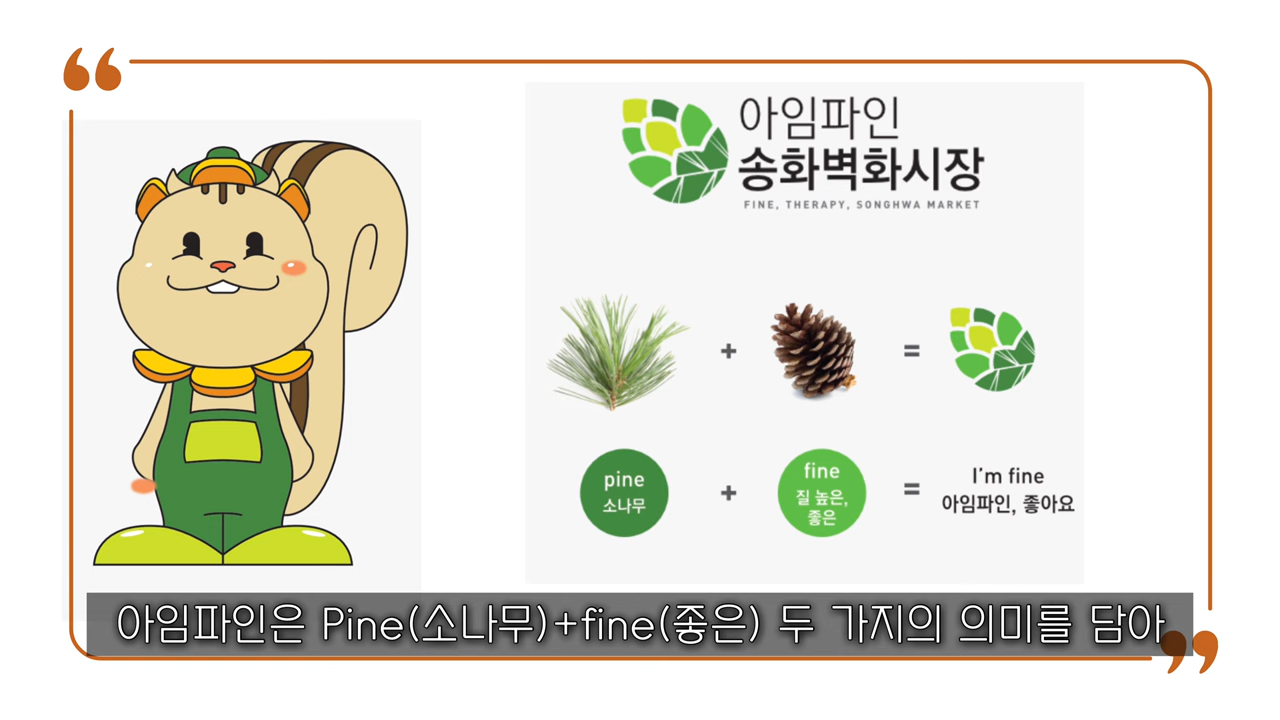 아임파인
송화벽화시장
FINE, THERAPY, SONGHWA MARKET
+
=
pine
소나무
+
fine
질 높은,
좋은
=
I'm fine
아임파인, 좋아요
아임파인은 Pine(소나무)+fine(좋은) 두 가지의 의미를 담아